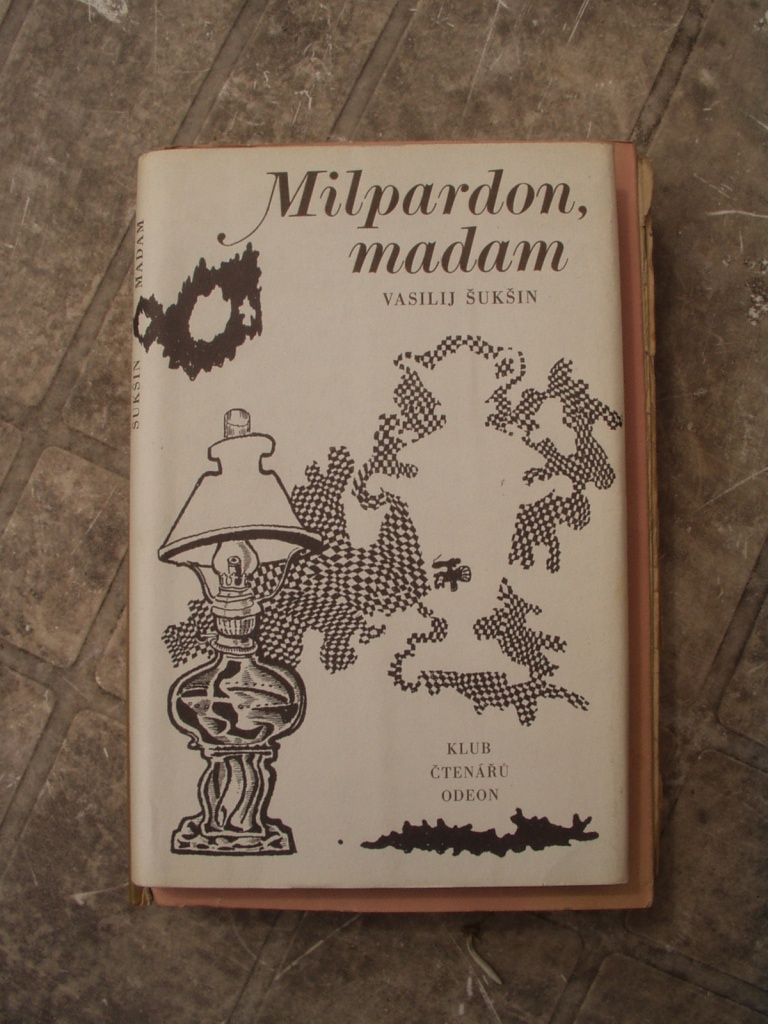 Milpardon,
madam
VASILIJ ŠUKŠIN
KLUB
ČTENÁŘŮ
ODEON
ŠUKŠIN MADAM